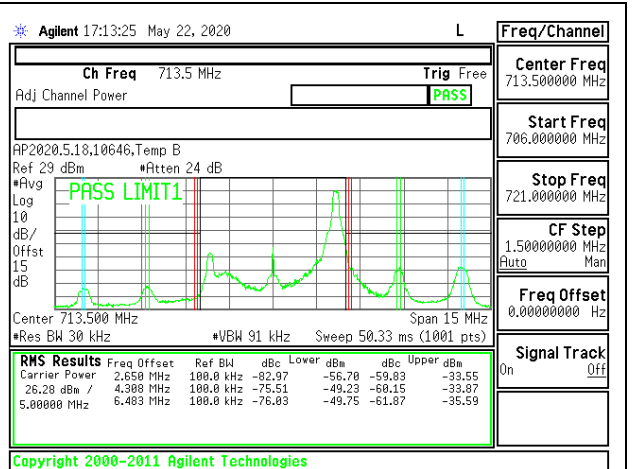 Agilent 17:13:25 May 22, 2020 L
Freq/Channel
Ch Freq 713.5 MHz Trig Free
Adj Channel Power PASS
AP2020.5.18,10646,Temp B
Ref 29 dBm #Atten 24 dB
#Avg
Log
10
dB/
Offst
15
dB
PASS LIMIT1
Center 713.500 MHz Span 15 MHz
#Res BW 30 kHz #VBW 91 kHz Sweep 50.33 ms (1001 pts)
RMS Results Freq Offset Ref BW dBc Lower dBm dBc Upper dBm
Carrier Power 2.650 MHz 100.0 kHz -82.97 -56.70 -59.83 -33.55
26.28 dBm / 4.308 MHz 100.0 kHz -75.51 -49.23 -60.15 -33.87
5.00000 MHz 6.483 MHz 100.0 kHz -76.03 -49.75 -61.87 -35.59
Center Freq
713.500000 MHz
Start Freq
706.000000 MHz
Stop Freq
721.000000 MHz
CF Step
1.50000000 MHz
Auto Man
Freq Offset
0.00000000 Hz
Signal Track
On Off
Copyright 2000-2011 Agilent Technologies